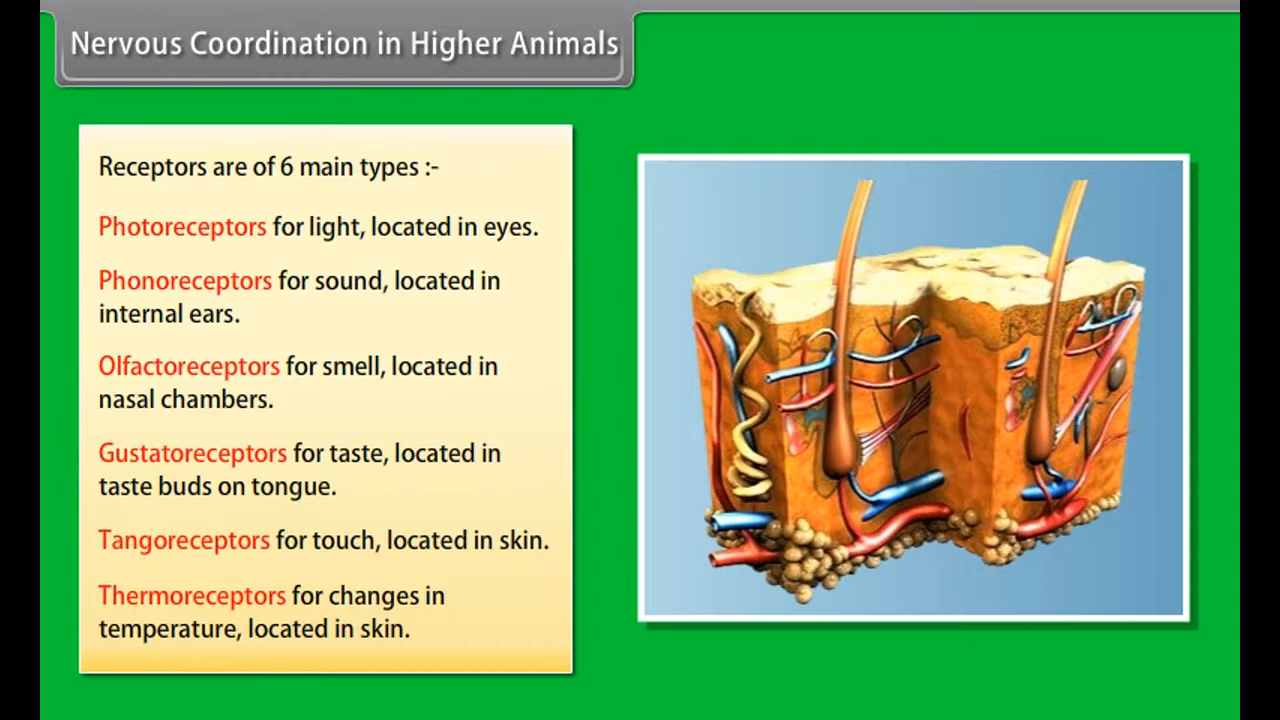 Nervous Coordination in Higher Animals
Receptors are of 6 main types :-
Photoreceptors for light, located in eyes.
Phonoreceptors for sound, located in
internal ears.
Olfactoreceptors for smell, located in
nasal chambers.
Gustatoreceptors for taste, located in
taste buds on tongue.
Tangoreceptors for touch, located in skin.
Thermoreceptors for changes in
temperature, located in skin.